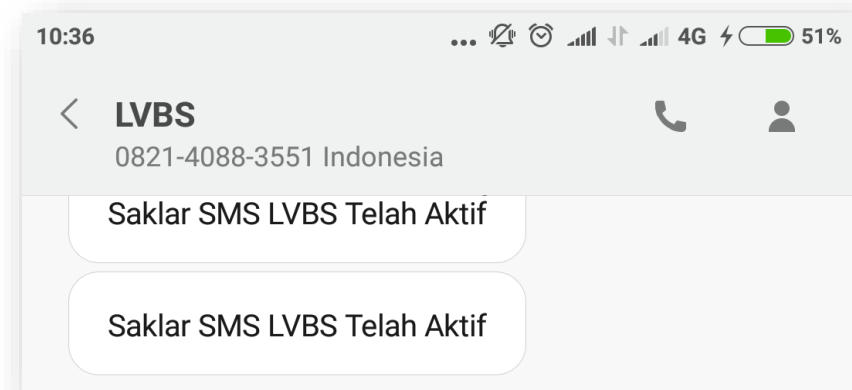 10:36 ... 4G 51%
LVBS
0821-4088-3551 Indonesia
Saklar SMS LVBS Telah Aktif
Saklar SMS LVBS Telah Aktif